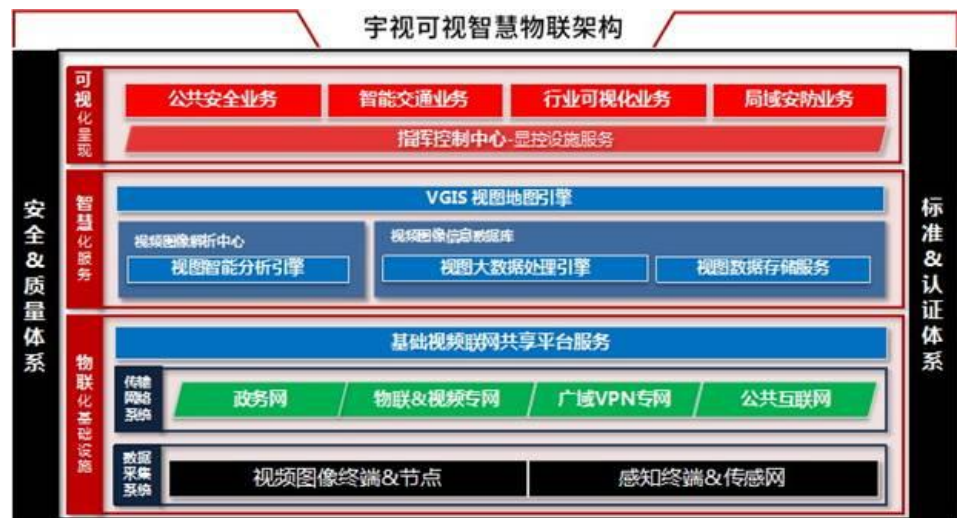 宇视可视智慧物联架构
安全&质量体系
可视化呈现
公共安全业务 智能交通业务 行业可视化业务 局域安防业务
指挥控制中心-显控设施服务
智慧化服务
VGIS 视图地图引擎
视频图像解析中心
视图智能分析引擎
视频图像信息数据库
视图大数据处理引擎 视图数据存储服务
物联化基础设施
基础视频联网共享平台服务
传输网络系统
政务网 物联&视频专网 广域VPN专网 公共互联网
数据采集系统
视频图像终端&节点 感知终端&传感网
标准&认证体系